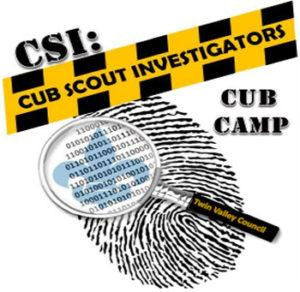 CSI:
CUB SCOUT INVESTIGATORS
CUB
CAMP
Twin Valley Council